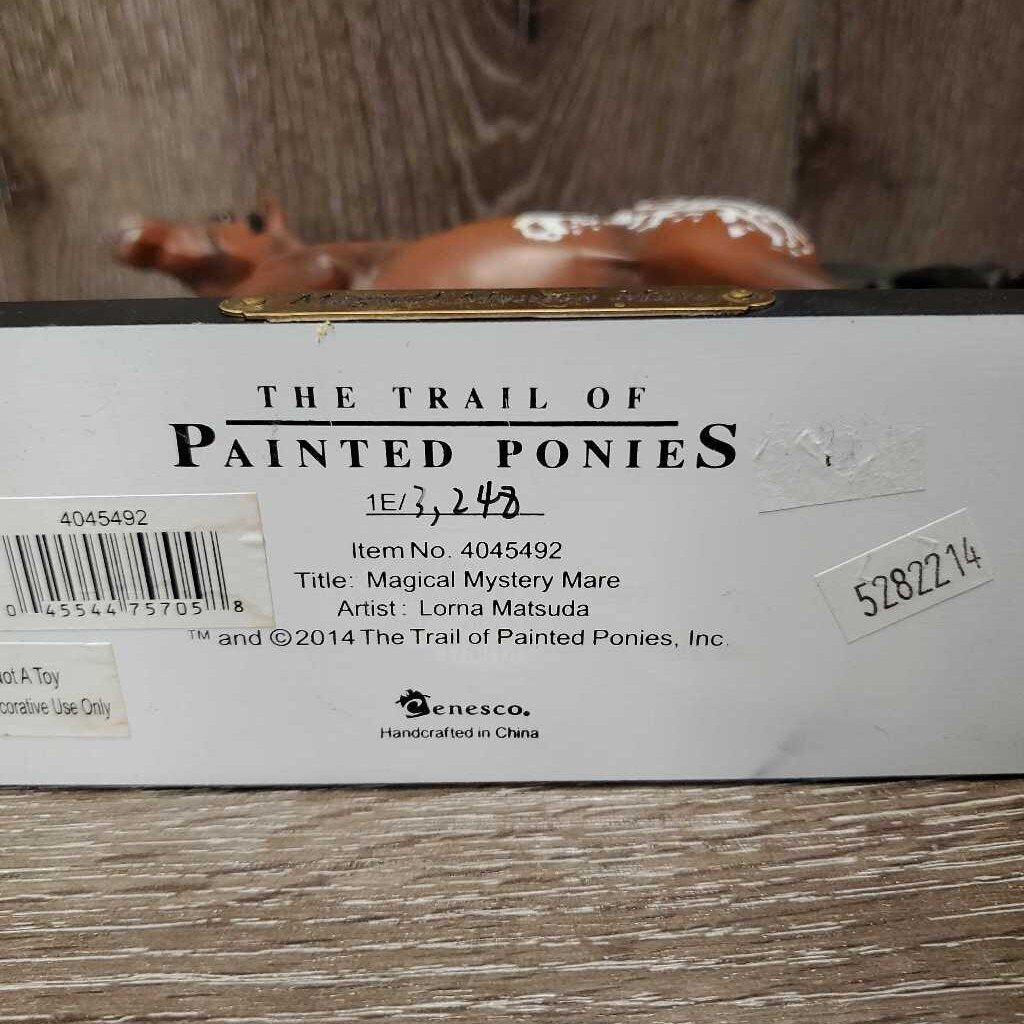 THE TRAIL OF
PAINTED PONIES
1E/3,248
4045492
0 45544 75705 8
Item No. 4045492
Title: Magical Mystery Mare
Artist: Lorna Matsuda
™ and ©2014 The Trail of Painted Ponies, Inc.
5282214
Not A Toy
corative Use Only
enesco.
Handcrafted in China